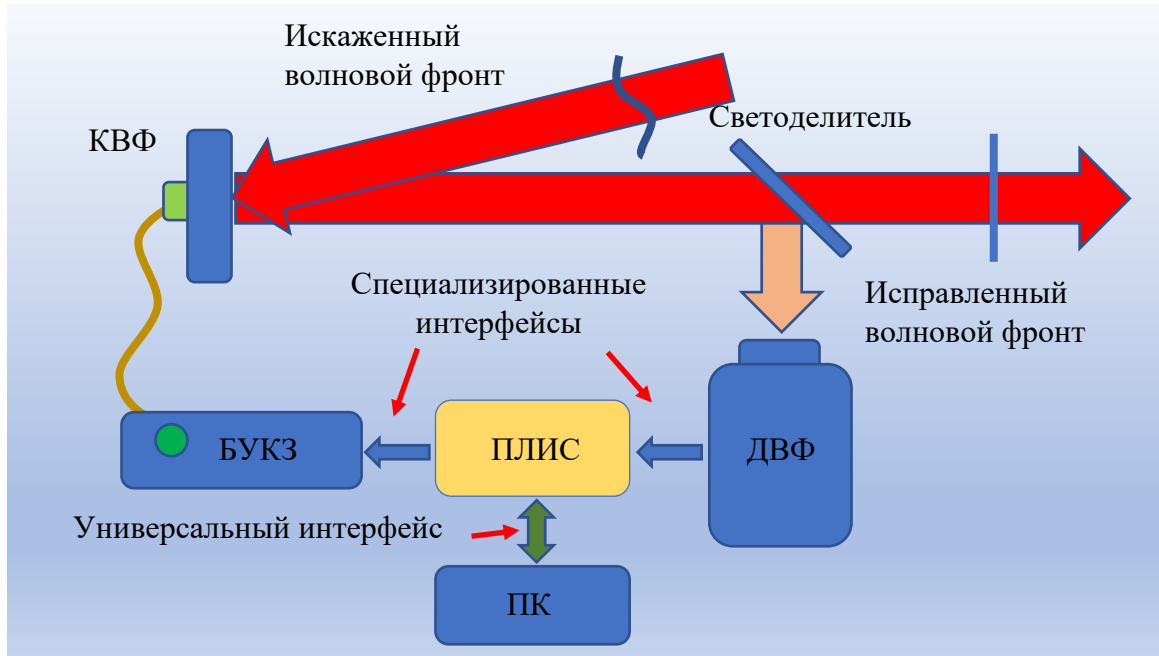 Искаженный
волновой фронт
Светоделитель
КВФ
Специализированные
интерфейсы
Исправленный
волновой фронт
БУКЗ
ПЛИС
ДВФ
Универсальный интерфейс
ПК